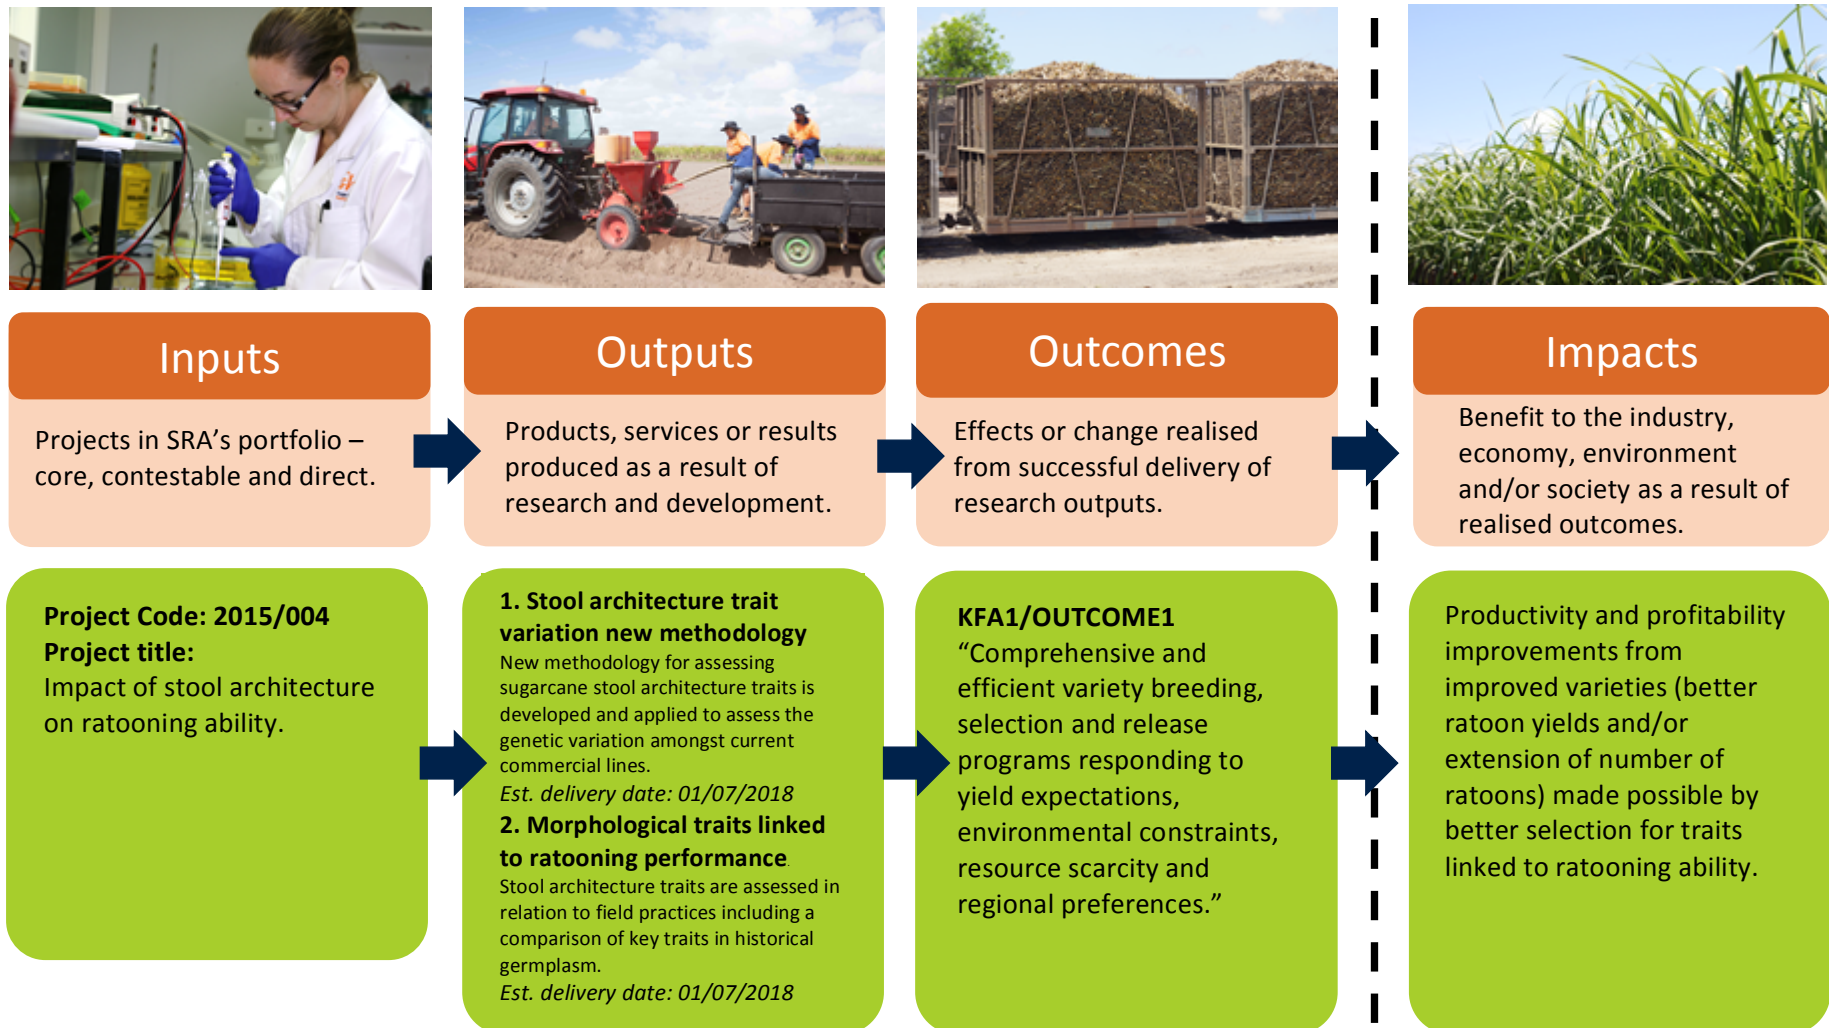 Inputs
Projects in SRA’s portfolio –
core, contestable and direct.
Outputs
Products, services or results
produced as a result of
research and development.
Outcomes
Effects or change realised
from successful delivery of
research outputs.
Impacts
Benefit to the industry,
economy, environment
and/or society as a result of
realised outcomes.
Project Code: 2015/004
Project title:
Impact of stool architecture
on ratooning ability.
1. Stool architecture trait
variation new methodology
New methodology for assessing
sugarcane stool architecture traits is
developed and applied to assess the
genetic variation amongst current
commercial lines.
Est. delivery date: 01/07/2018
2. Morphological traits linked
to ratooning performance.
Stool architecture traits are assessed in
relation to field practices including a
comparison of key traits in historical
germplasm.
Est. delivery date: 01/07/2018
KFA1/OUTCOME1
“Comprehensive and
efficient variety breeding,
selection and release
programs responding to
yield expectations,
environmental constraints,
resource scarcity and
regional preferences.”
Productivity and profitability
improvements from
improved varieties (better
ratoon yields and/or
extension of number of
ratoons) made possible by
better selection for traits
linked to ratooning ability.